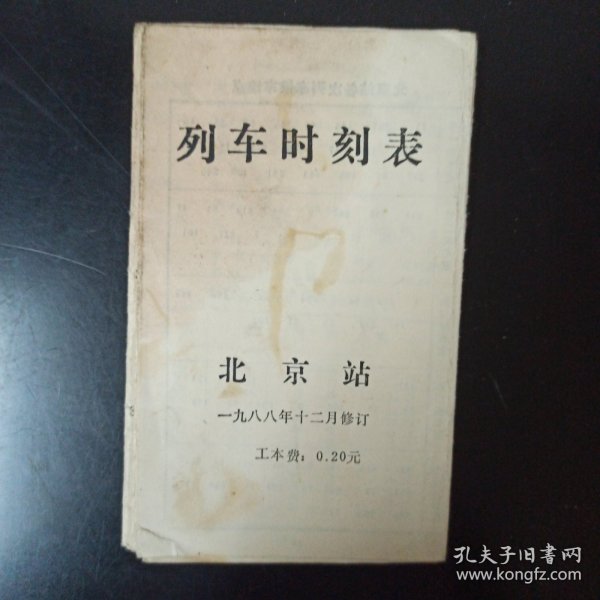 列车时刻表
北京站
一九八八年十二月修订
工本费：0.20元
孔夫子旧书网
www.kongfz.com